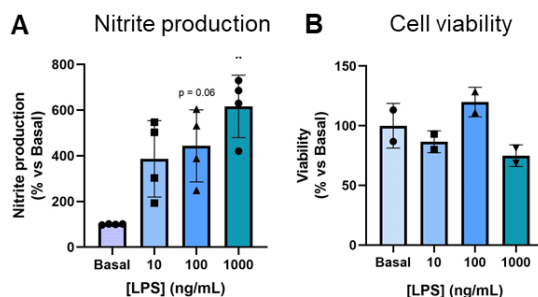 A Nitrite production
Nitrite production
(% vs Basal)
800
600
400
200
0
p = 0.06
**
Basal 10 100 1000
[LPS] (ng/mL)
B Cell viability
Viability
(% vs Basal)
150
100
50
0
Basal 10 100 1000
[LPS] (ng/mL)